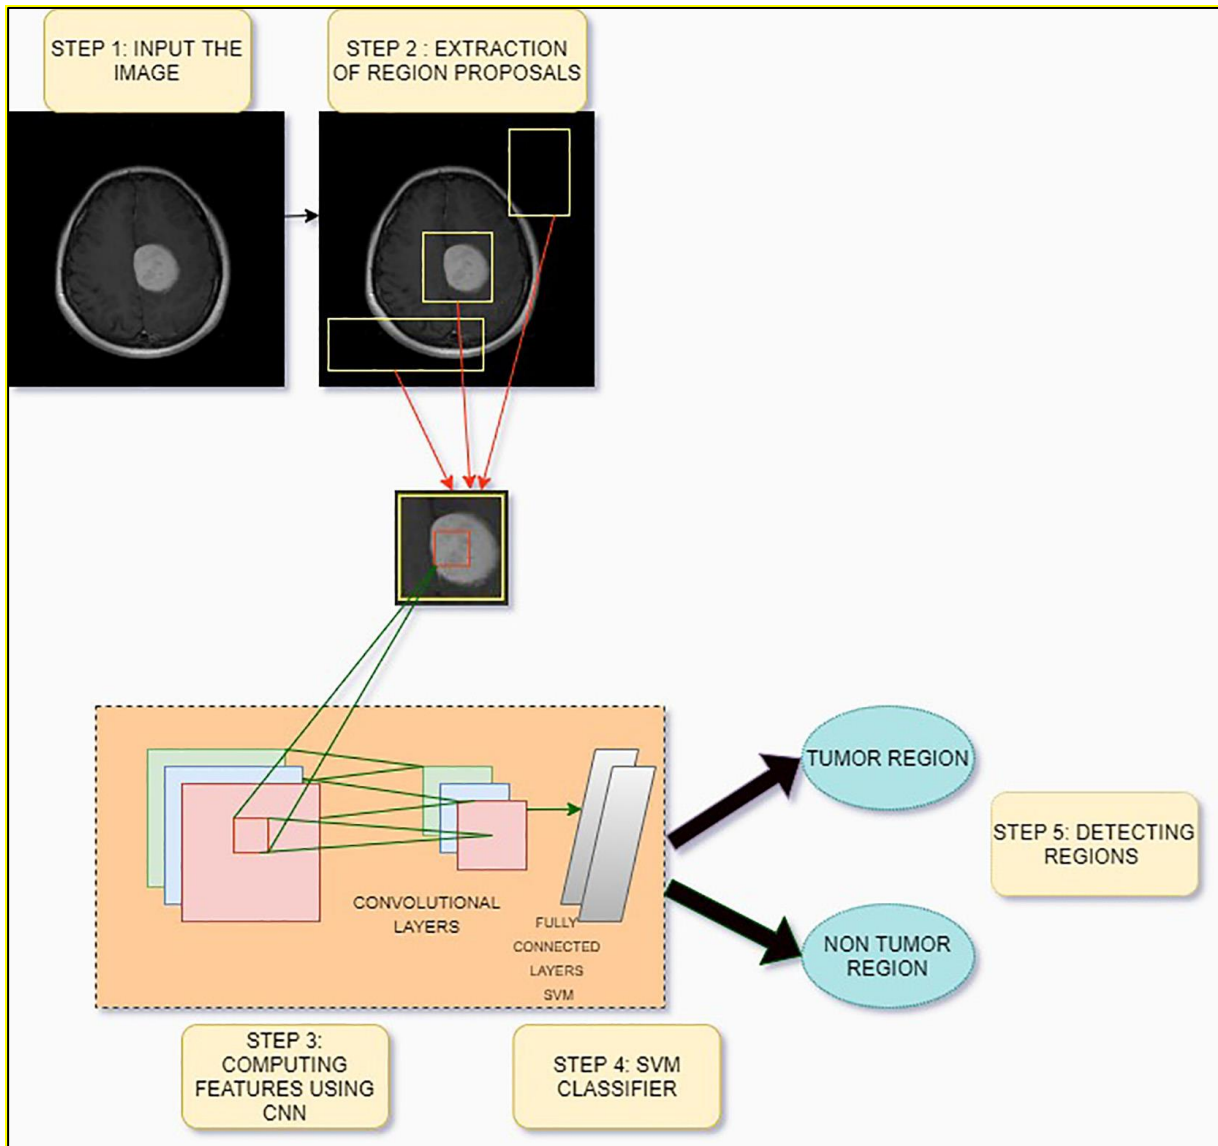 STEP 1: INPUT THE
IMAGE
STEP 2 : EXTRACTION
OF REGION PROPOSALS
TUMOR REGION
STEP 5: DETECTING
REGIONS
CONVOLUTIONAL
LAYERS
FULLY
CONNECTED
LAYERS
SVM
NON TUMOR
REGION
STEP 3:
COMPUTING
FEATURES USING
CNN
STEP 4: SVM
CLASSIFIER